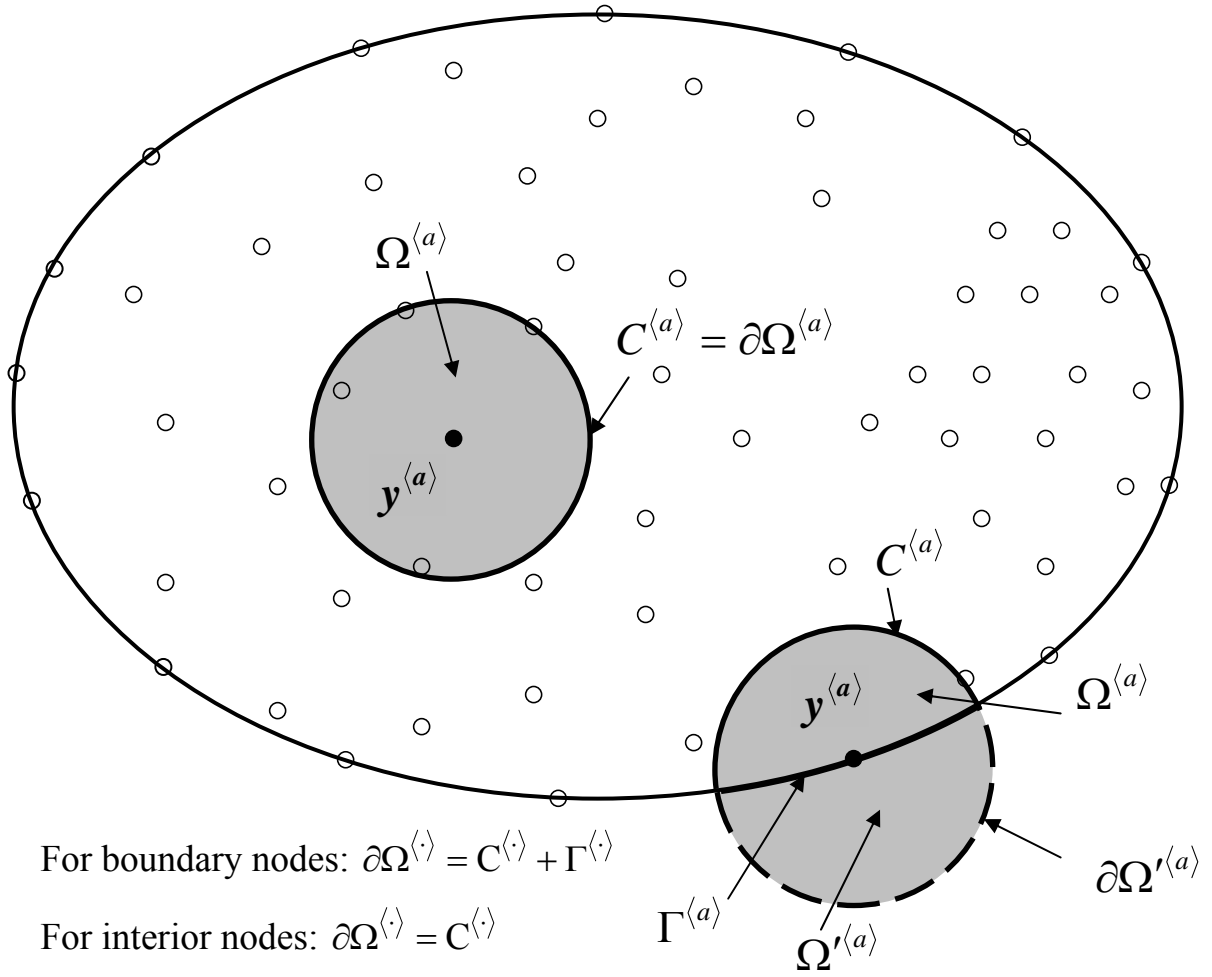 Ω⟨a⟩
C⟨a⟩ = ∂Ω⟨a⟩
y⟨a⟩
C⟨a⟩
y⟨a⟩
Ω⟨a⟩
For boundary nodes: ∂Ω⟨·⟩ = C⟨·⟩ + Γ⟨·⟩
∂Ω′⟨a⟩
Γ⟨a⟩
Ω′⟨a⟩
For interior nodes: ∂Ω⟨·⟩ = C⟨·⟩